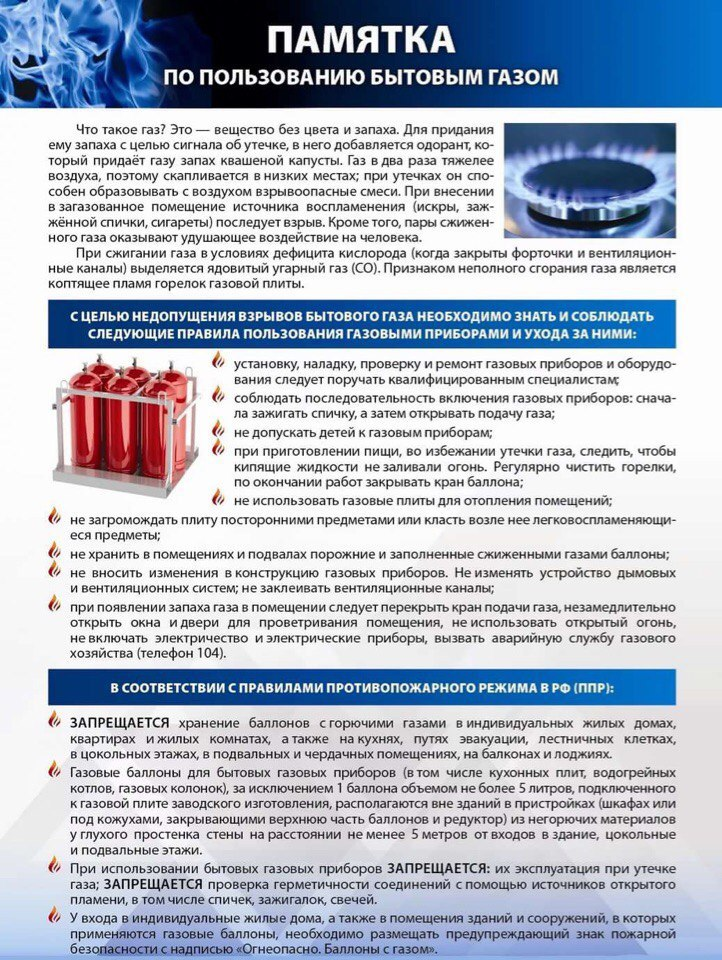 ПАМЯТКА
ПО ПОЛЬЗОВАНИЮ БЫТОВЫМ ГАЗОМ
Что такое газ? Это — вещество без цвета и запаха. Для придания
ему запаха с целью сигнала об утечке, в него добавляется одорант, ко-
торый придаёт газу запах квашеной капусты. Газ в два раза тяжелее
воздуха, поэтому скапливается в низких местах; при утечках он спо-
собен образовывать с воздухом взрывоопасные смеси. При внесении
в загазованное помещение источника воспламенения (искры, заж-
жённой спички, сигареты) последует взрыв. Кроме того, пары сжижен-
ного газа оказывают удушающее воздействие на человека.
При сжигании газа в условиях дефицита кислорода (когда закрыты форточки и вентиляцион-
ные каналы) выделяется ядовитый угарный газ (СО). Признаком неполного сгорания газа является
коптящее пламя горелок газовой плиты.
С ЦЕЛЬЮ НЕДОПУЩЕНИЯ ВЗРЫВОВ БЫТОВОГО ГАЗА НЕОБХОДИМО ЗНАТЬ И СОБЛЮДАТЬ
СЛЕДУЮЩИЕ ПРАВИЛА ПОЛЬЗОВАНИЯ ГАЗОВЫМИ ПРИБОРАМИ И УХОДА ЗА НИМИ:
установку, наладку, проверку и ремонт газовых приборов и оборудо-
вания следует поручать квалифицированным специалистам;
соблюдать последовательность включения газовых приборов: снача-
ла зажигать спичку, а затем открывать подачу газа;
не допускать детей к газовым приборам;
при приготовлении пищи, во избежании утечки газа, следить, чтобы
кипящие жидкости не заливали огонь. Регулярно чистить горелки,
по окончании работ закрывать кран баллона;
не использовать газовые плиты для отопления помещений;
не загромождать плиту посторонними предметами или класть возле нее легковоспламеняющи-
еся предметы;
не хранить в помещениях и подвалах порожние и заполненные сжиженными газами баллоны;
не вносить изменения в конструкцию газовых приборов. Не изменять устройство дымовых
и вентиляционных систем; не заклеивать вентиляционные каналы;
при появлении запаха газа в помещении следует перекрыть кран подачи газа, незамедлительно
открыть окна и двери для проветривания помещения, не использовать открытый огонь,
не включать электричество и электрические приборы, вызвать аварийную службу газового
хозяйства (телефон 104).
В СООТВЕТСТВИИ С ПРАВИЛАМИ ПРОТИВОПОЖАРНОГО РЕЖИМА В РФ (ППР):
ЗАПРЕЩАЕТСЯ хранение баллонов с горючими газами в индивидуальных жилых домах,
квартирах и жилых комнатах, а также на кухнях, путях эвакуации, лестничных клетках,
в цокольных этажах, в подвальных и чердачных помещениях, на балконах и лоджиях.
Газовые баллоны для бытовых газовых приборов (в том числе кухонных плит, водогрейных
котлов, газовых колонок), за исключением 1 баллона объемом не более 5 литров, подключенного
к газовой плите заводского изготовления, располагаются вне зданий в пристройках (шкафах или
под кожухами, закрывающими верхнюю часть баллонов и редуктор) из негорючих материалов
у глухого простенка стены на расстоянии не менее 5 метров от входов в здание, цокольные
и подвальные этажи.
При использовании бытовых газовых приборов ЗАПРЕЩАЕТСЯ: их эксплуатация при утечке
газа; ЗАПРЕЩАЕТСЯ проверка герметичности соединений с помощью источников открытого
пламени, в том числе спичек, зажигалок, свечей.
У входа в индивидуальные жилые дома, а также в помещения зданий и сооружений, в которых
применяются газовые баллоны, необходимо размещать предупреждающий знак пожарной
безопасности с надписью «Огнеопасно. Баллоны с газом».